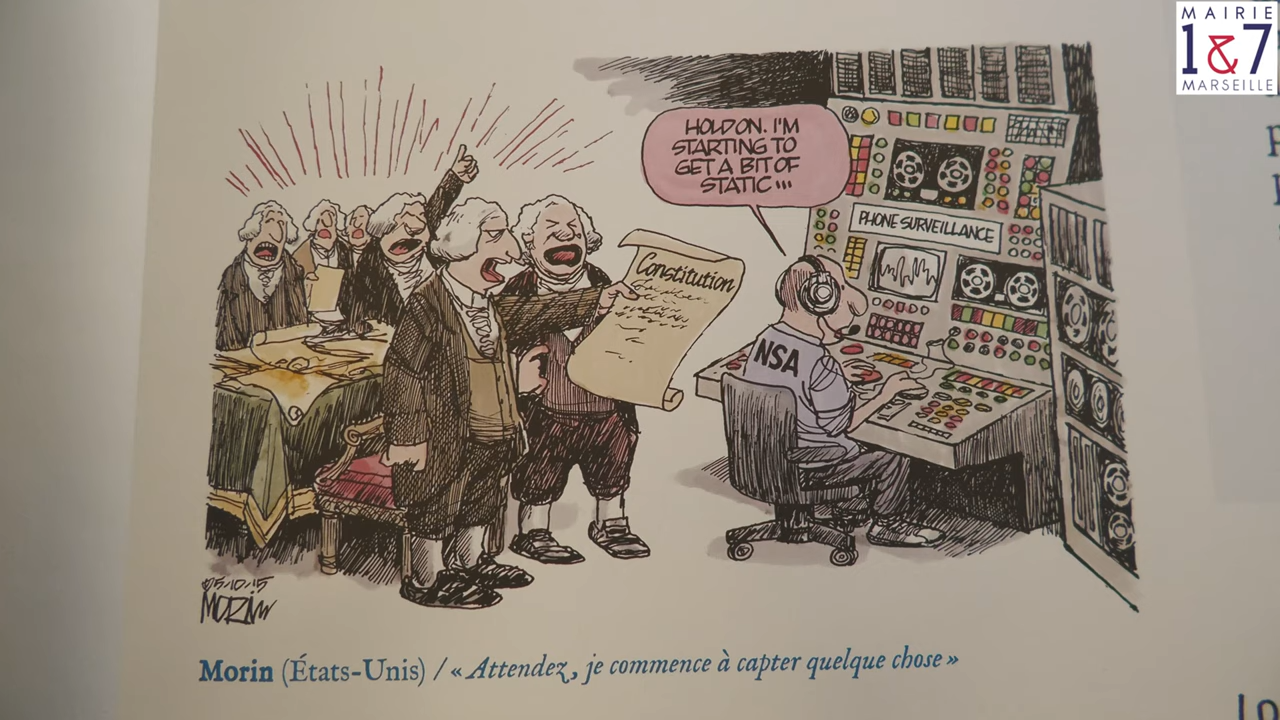 MAIRIE
1&7
MARSEILLE
HOLD ON. I'M
STARTING TO
GET A BIT OF
STATIC...
PHONE SURVEILLANCE
Constitution
NSA
5/10/15
MORIN
Morin (États-Unis) / « Attendez, je commence à capter quelque chose »